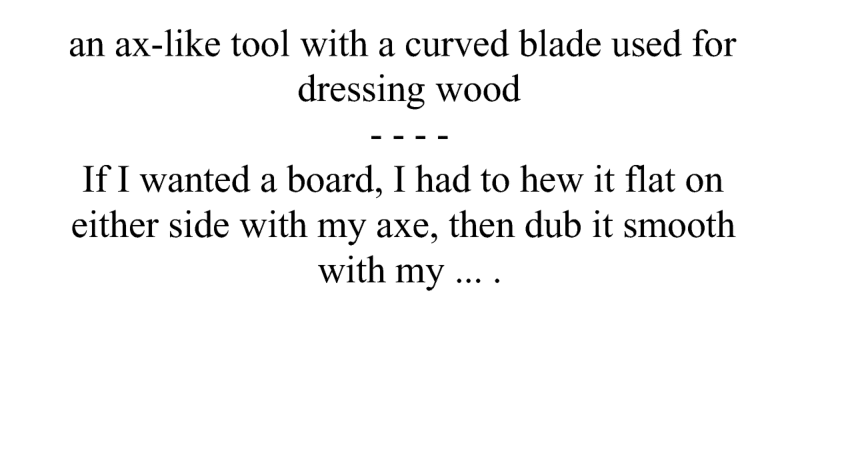 an ax-like tool with a curved blade used for
dressing wood
- - - -
If I wanted a board, I had to hew it flat on
either side with my axe, then dub it smooth
with my ... .